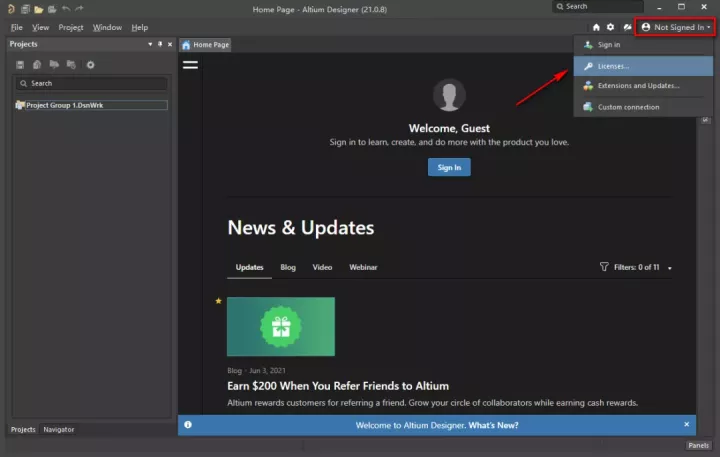 Home Page - Altium Designer (21.0.8)
Search
File View Project Window Help
Not Signed In
Projects
Home Page
Sign in
Licenses...
Extensions and Updates...
Custom connection
Search
Project Group 1.DsnWrk
Welcome, Guest
Sign in to learn, create, and do more with the product you love.
Sign In
News & Updates
Updates Blog Video Webinar
Filters: 0 of 11
Blog · Jun 3, 2021
Earn $200 When You Refer Friends to Altium
Altium rewards customers for referring a friend. Grow your circle of collaborators while earning cash rewards.
Welcome to Altium Designer. What's New?
Projects Navigator
Panels